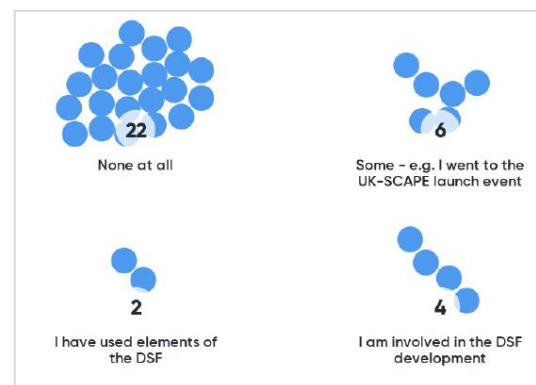 22
None at all
6
Some - e.g. I went to the
UK-SCAPE launch event
2
I have used elements of
the DSF
4
I am involved in the DSF
development